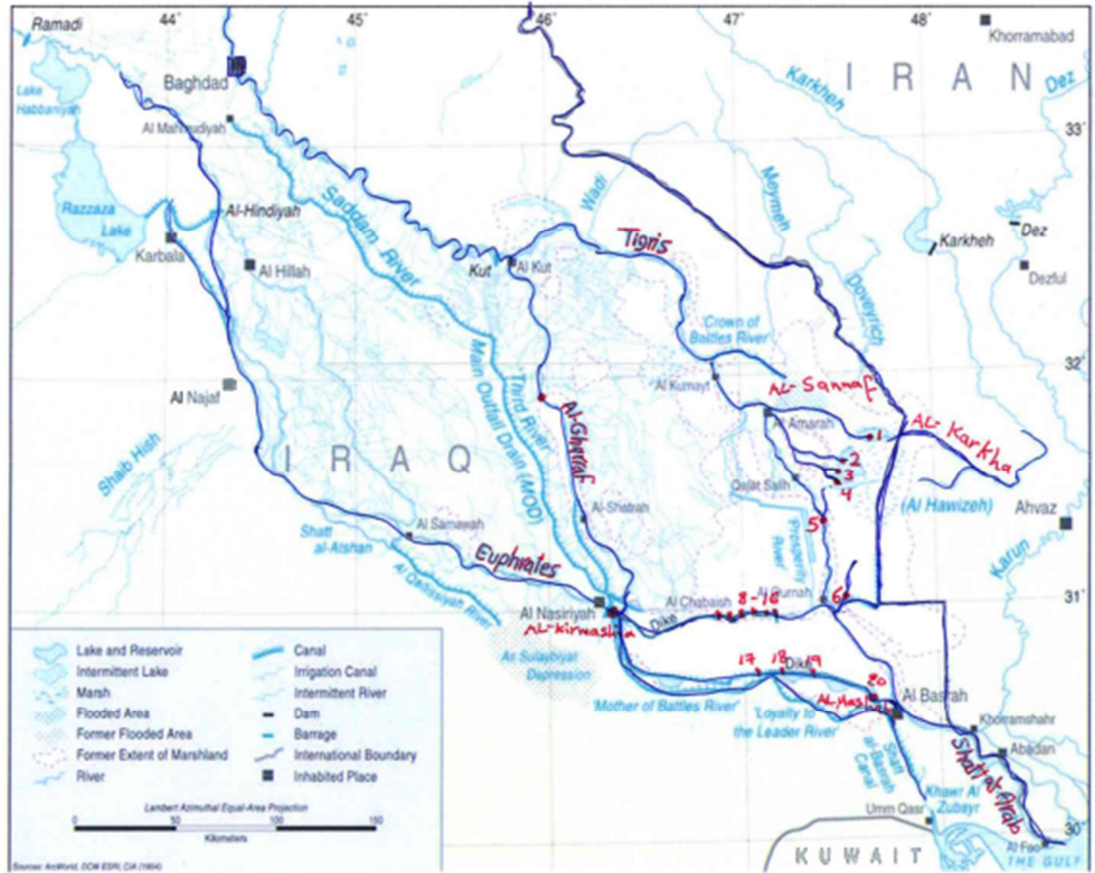 44°
45°
46°
47°
48°
Ramadi
Khorramabad
IRAN
Baghdad
Karkheh
Dez
Lake
Habbaniyah
Al Mahmudiyah
33°
Wadi
Meymeh
Saddam River
Razzaza
Lake
Al-Hindiyah
Karbala
Tigris
Karkheh
Dez
Al Hillah
Kut
Al Kut
Dezful
Doveyrich
'Crown of
Battles River'
32°
Main Outfall Drain (MOD)
'Third River'
Al Kumayt
AL-Sannaf
Al Najaf
Al-Gharraf
Al Amarah
1
AL-Karkha
IRAQ
2
3
4
Shaib Hish
Qalat Salih
(Al Hawizeh)
Ahvaz
Al-Shatrah
5
Al Samawah
Shatt
al-Atshan
'Prosperity
River'
Karun
Euphrates
Al Qadissiyah River
31°
Al Chabaish
8-16
Al Qurnah
6
Al Nasiriyah
Dike
AL-Kirmashia
As Sulaybiyat
Depression
17
18
Dike
19
20
Al Basrah
'Mother of Battles River'
'Loyalty to
the Leader River'
Khorramshahr
Abadan
Shatt
al-Basrah
Canal
Shatt al Arab
Khawr Al
Zubayr
Umm Qasr
30°
Al Fao
THE GULF
KUWAIT
Lake and Reservoir
Intermittent Lake
Marsh
Flooded Area
Former Flooded Area
Former Extent of Marshland
River
Canal
Irrigation Canal
Intermittent River
Dam
Barrage
International Boundary
Inhabited Place
Lambert Azimuthal Equal-Area Projection
0
50
100
150
Kilometers
Sources: ArcWorld, DCW ESRI, CIA (1994)